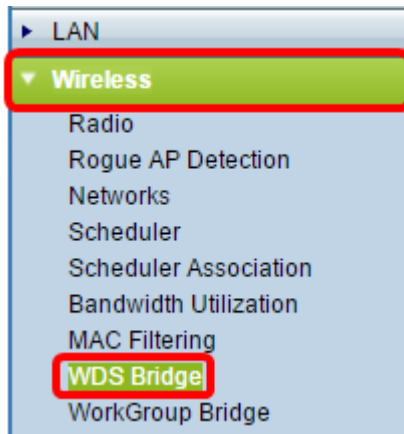 LAN
Wireless
Radio
Rogue AP Detection
Networks
Scheduler
Scheduler Association
Bandwidth Utilization
MAC Filtering
WDS Bridge
WorkGroup Bridge